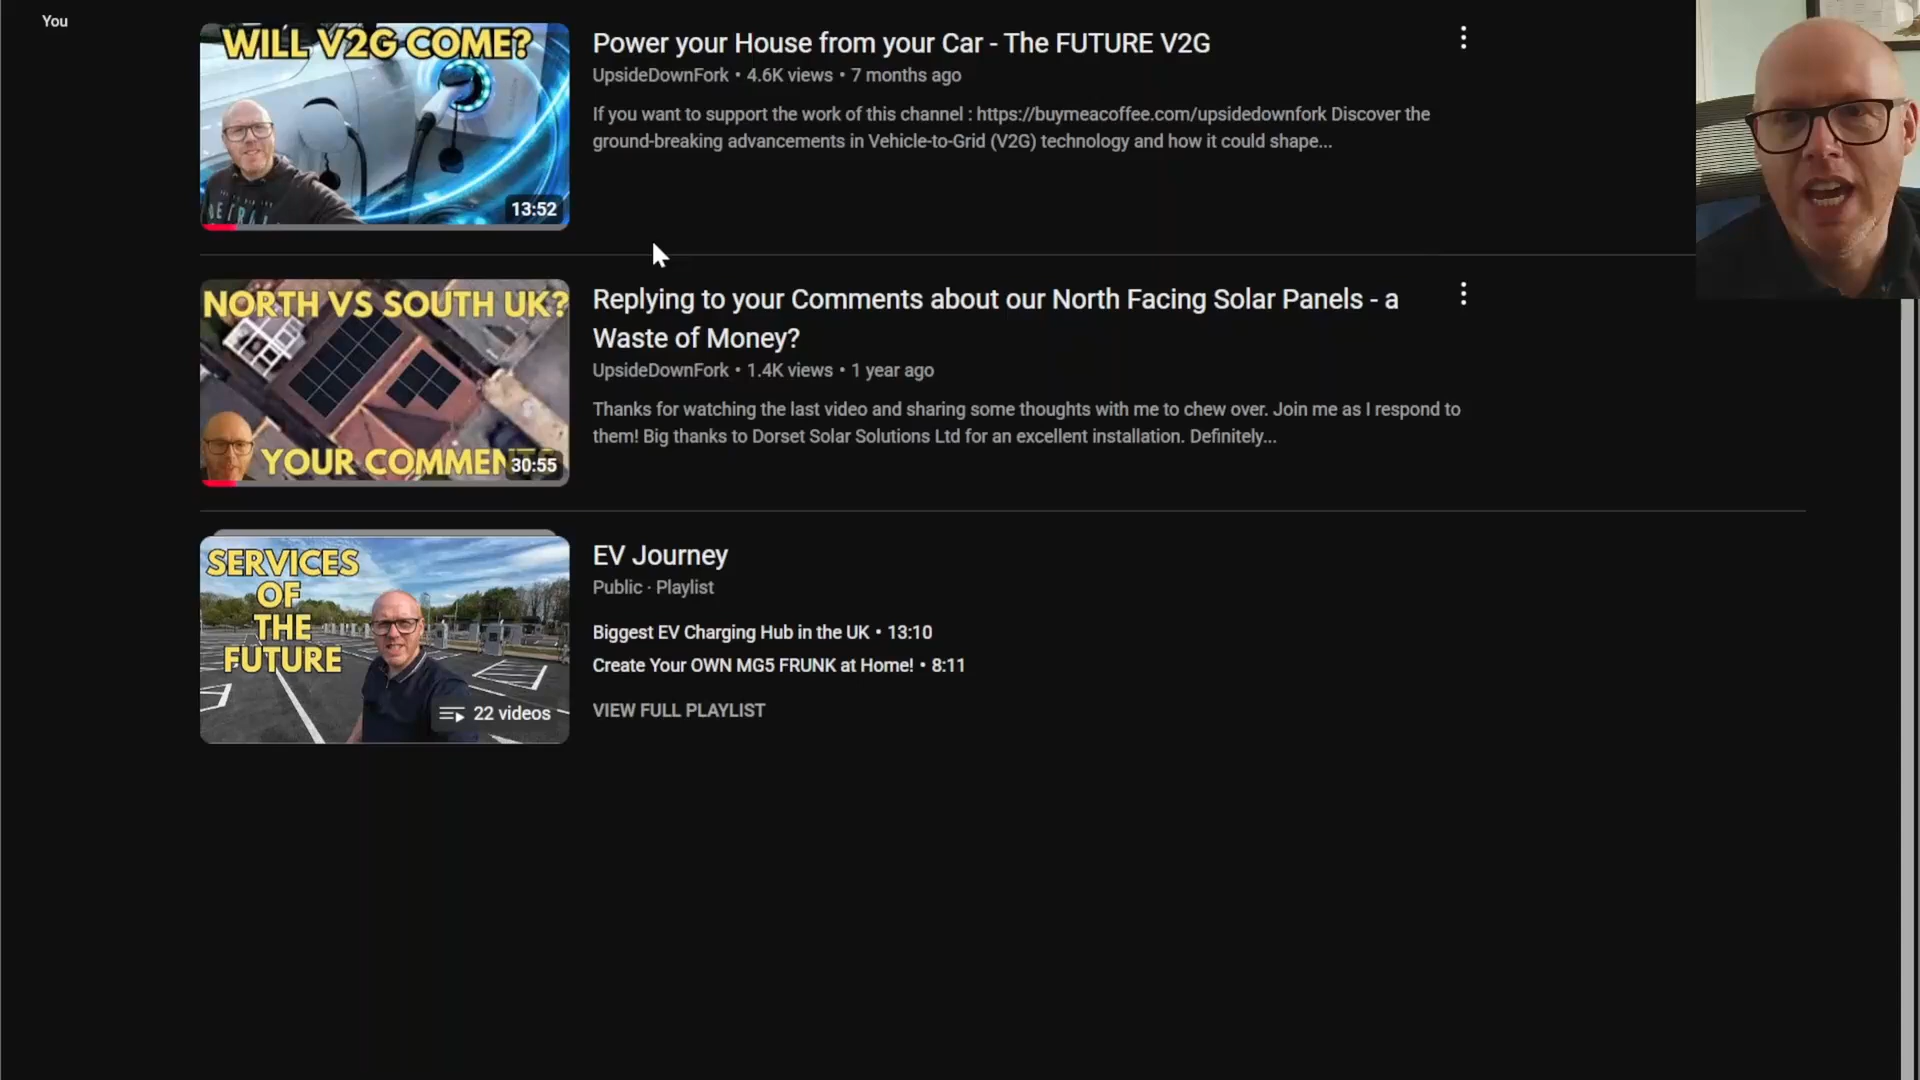 You
WILL V2G COME?
13:52
Power your House from your Car - The FUTURE V2G
UpsideDownFork • 4.6K views • 7 months ago
If you want to support the work of this channel : https://buymeacoffee.com/upsidedownfork Discover the
ground-breaking advancements in Vehicle-to-Grid (V2G) technology and how it could shape...
NORTH VS SOUTH UK?
YOUR COMMENT
30:55
Replying to your Comments about our North Facing Solar Panels - a
Waste of Money?
UpsideDownFork • 1.4K views • 1 year ago
Thanks for watching the last video and sharing some thoughts with me to chew over. Join me as I respond to
them! Big thanks to Dorset Solar Solutions Ltd for an excellent installation. Definitely...
SERVICES
OF
THE
FUTURE
22 videos
EV Journey
Public · Playlist
Biggest EV Charging Hub in the UK • 13:10
Create Your OWN MG5 FRUNK at Home! • 8:11
VIEW FULL PLAYLIST